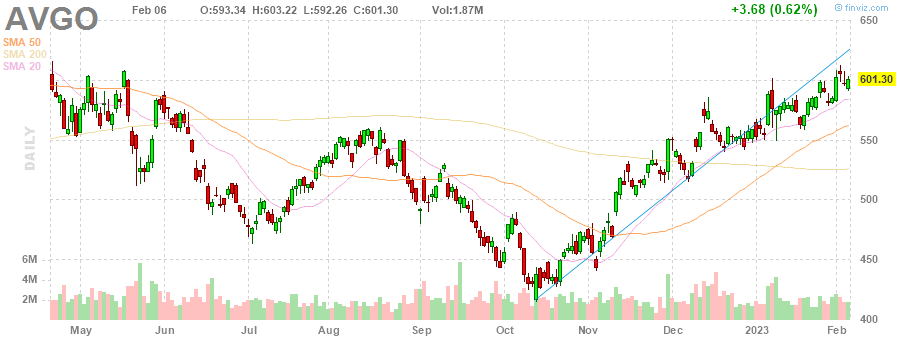 AVGO
Feb 06 O:593.34 H:603.22 L:592.26 C:601.30 Vol:1.87M +3.68 (0.62%) © finviz.com
SMA 50
SMA 200
SMA 20
DAILY
650
601.30
550
500
450
400
6M
4M
2M
May Jun Jul Aug Sep Oct Nov Dec 2023 Feb